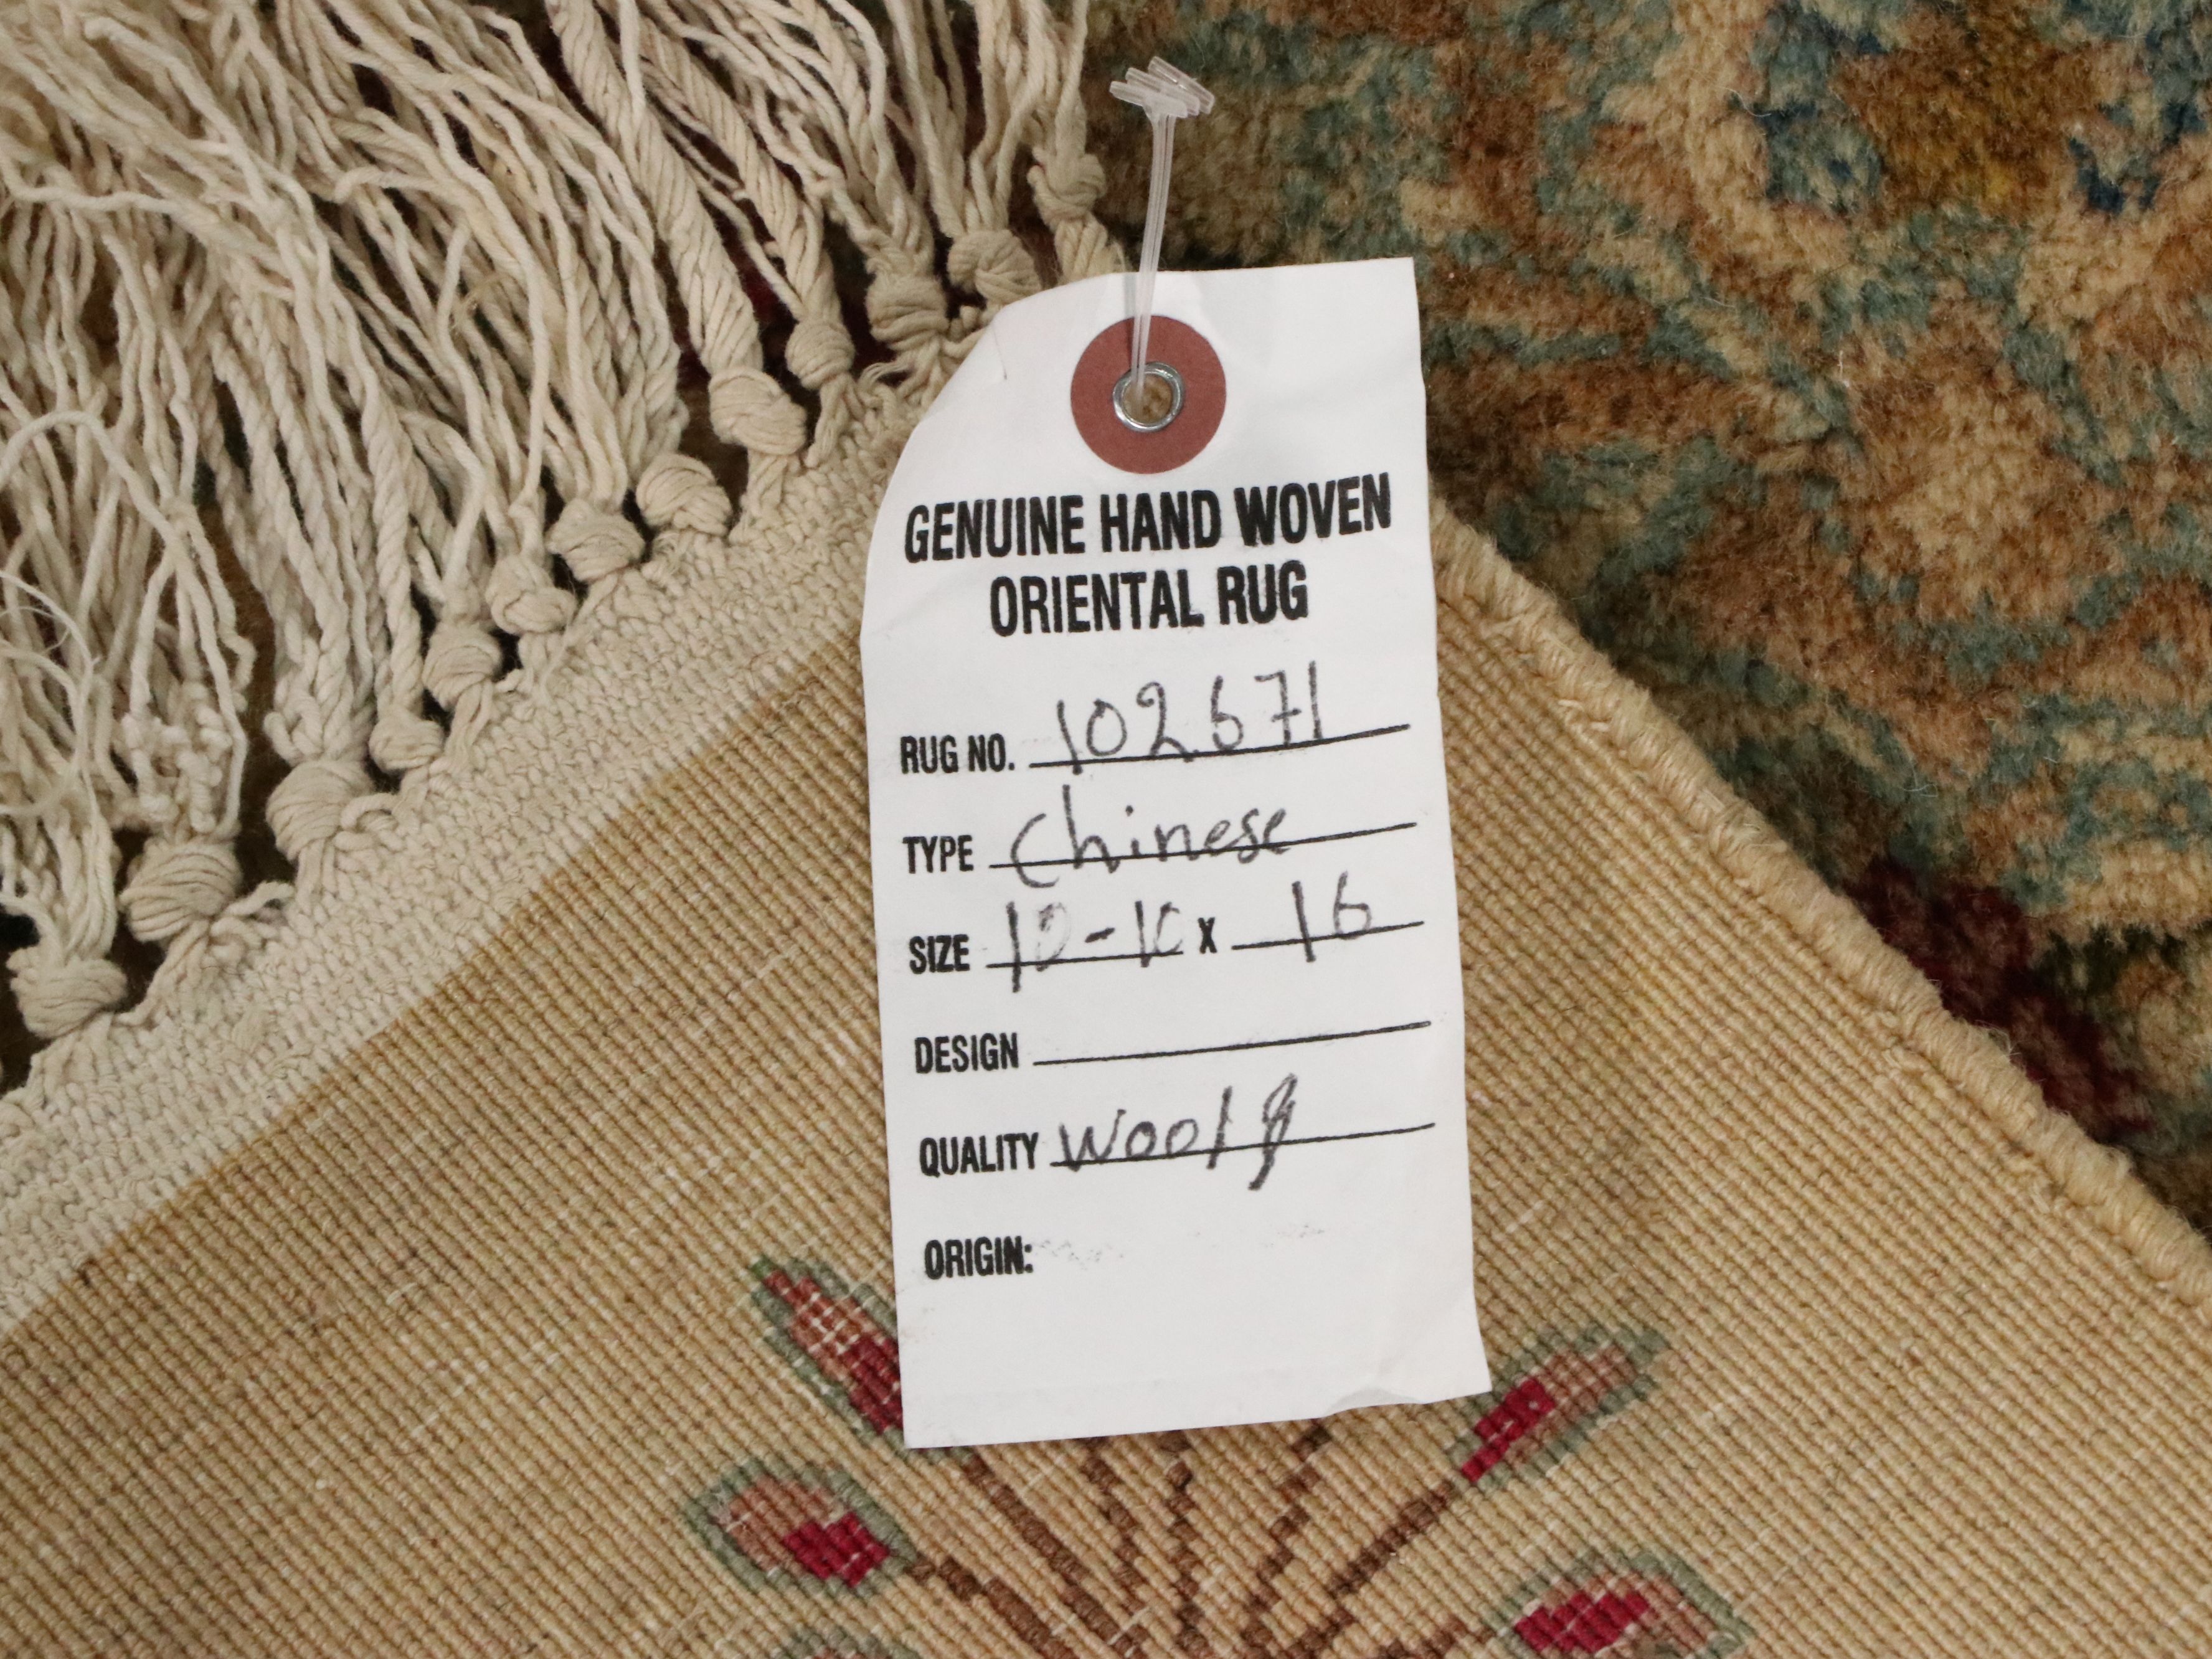 GENUINE HAND WOVEN
ORIENTAL RUG
RUG NO. 102671
TYPE Chinese
SIZE 10-10 X 16
DESIGN
QUALITY Wool
ORIGIN: